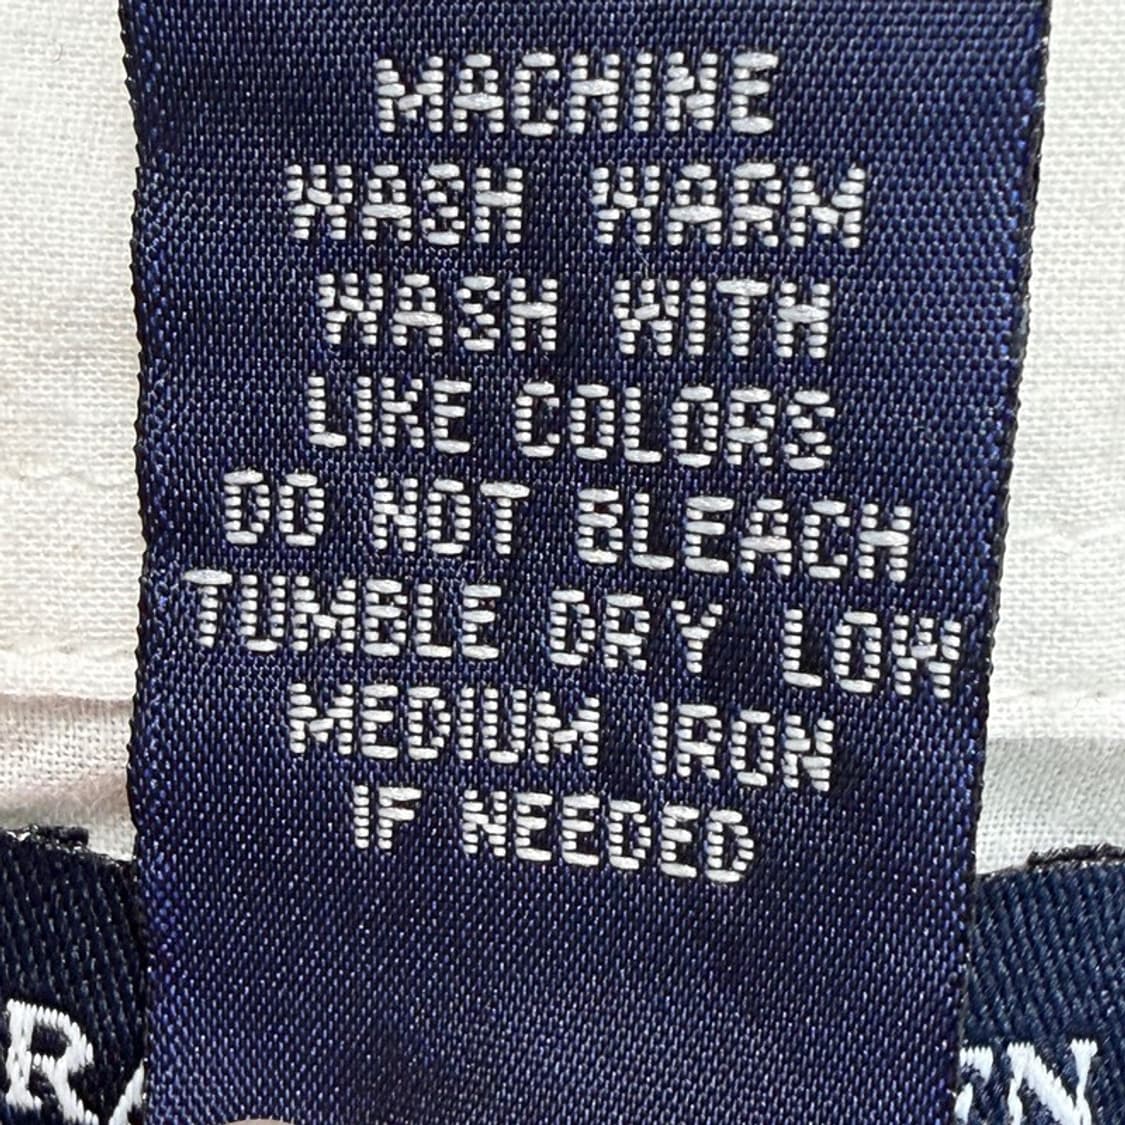 MACHINE
WASH WARM
WASH WITH
LIKE COLORS
DO NOT BLEACH
TUMBLE DRY LOW
MEDIUM IRON
IF NEEDED